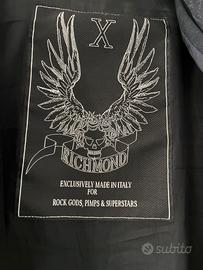 X
RICHMOND
EXCLUSIVELY MADE IN ITALY
FOR
ROCK GODS, PIMPS & SUPERSTARS
subito